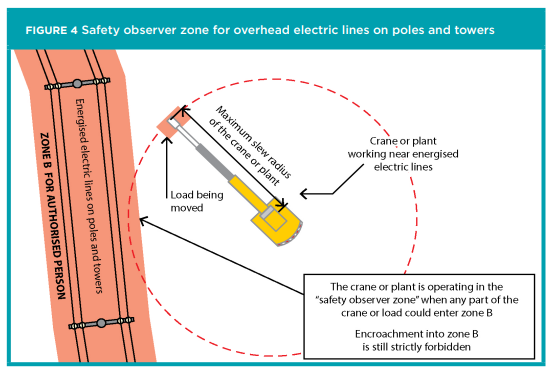 FIGURE 4 Safety observer zone for overhead electric lines on poles and towers
Energised electric lines on poles and towers
ZONE B FOR AUTHORISED PERSON
Maximum slew radius
of the crane or plant
Load being
moved
Crane or plant
working near energised
electric lines
The crane or plant is operating in the
“safety observer zone” when any part of the
crane or load could enter zone B
Encroachment into zone B
is still strictly forbidden